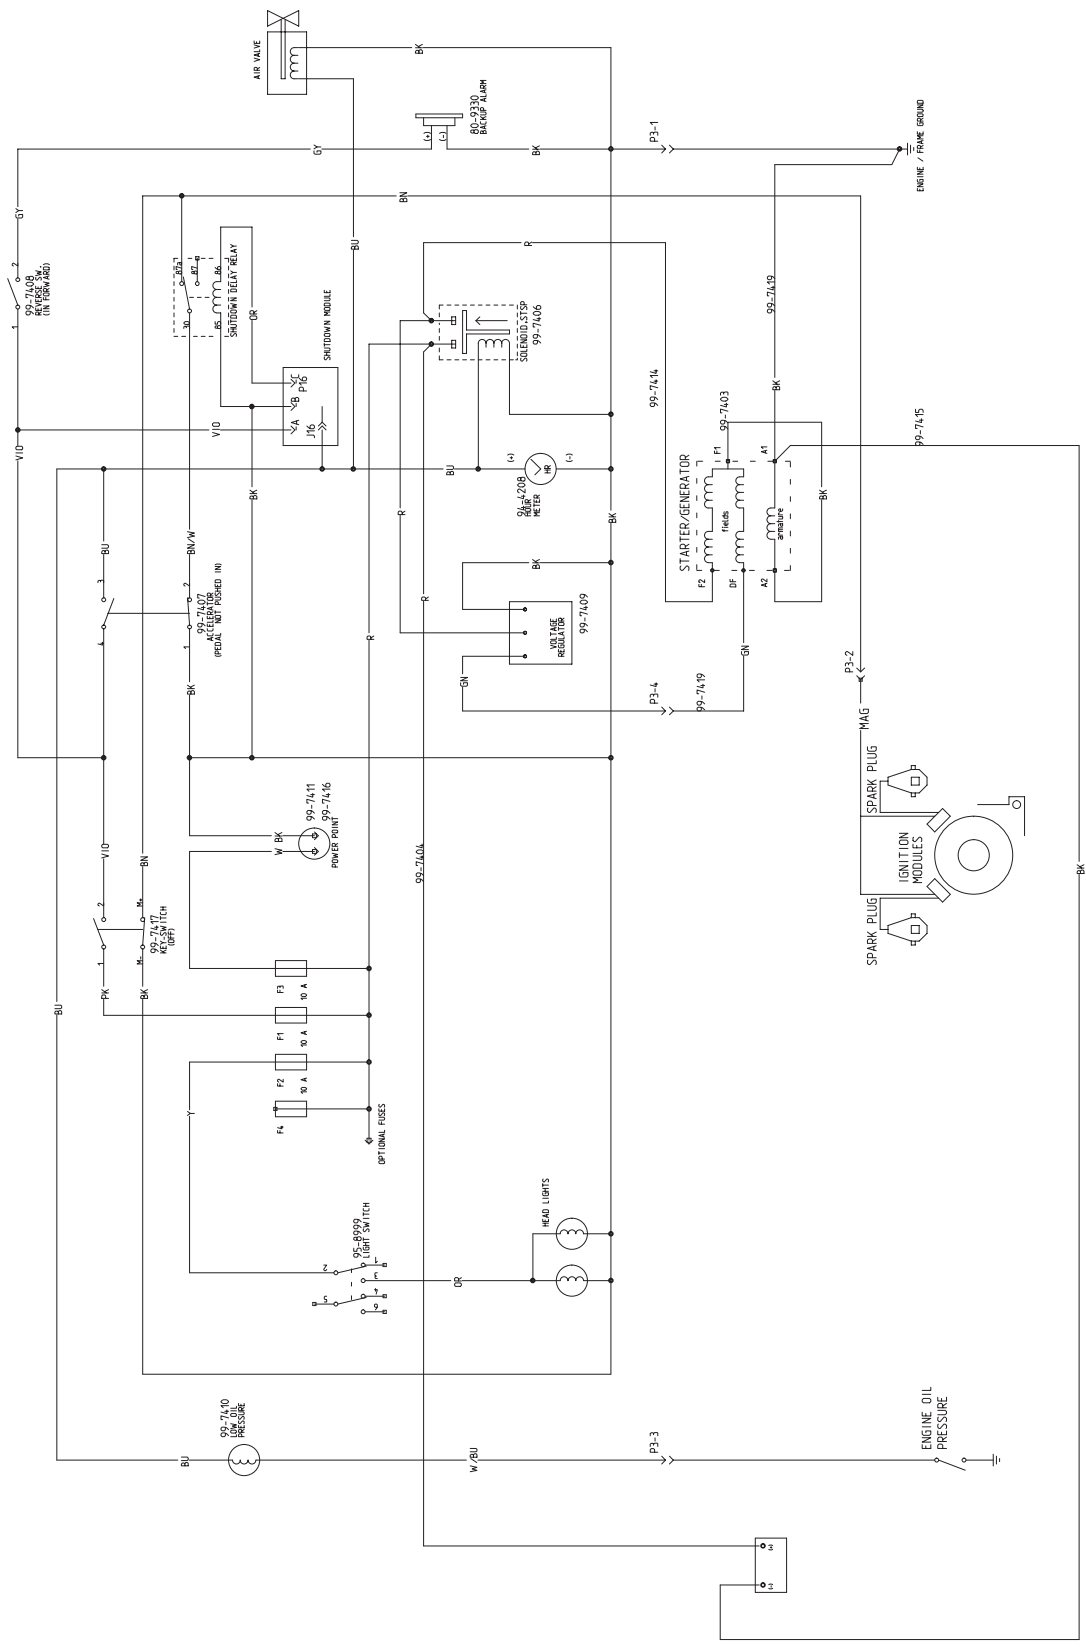 AIR VALVE
BK
80-9330
BACKUP ALARM
(+)
(-)
GY
BK
P3-1
ENGINE / FRAME GROUND
GY
BN
99-7408
REVERSE SW.
(IN FORWARD)
2
1
87a
87
86
30
85
SHUTDOWN DELAY RELAY
OR
BU
R
SOLENOID,STSP
99-7406
99-7419
SHUTDOWN MODULE
C
P16
B
A
J16
VIO
VIO
BU
BK
99-7414
99-7403
BK
99-7415
(+)
(-)
HR
94-4208
HOUR
METER
BK
R
STARTER/GENERATOR
F1
A1
fields
armature
F2
DF
A2
BK
BU
BN/W
3
4
2
1
99-7407
ACCELERATOR
(PEDAL NOT PUSHED IN)
BK
R
R
BK
VOLTAGE
REGULATOR
99-7409
GN
P3-4
99-7419
GN
P3-2
MAG
SPARK PLUG
IGNITION
MODULES
SPARK PLUG
VIO
BN
W
BK
99-7411
99-7416
POWER POINT
99-7404
BK
2
1
M+
M-
99-7417
KEY-SWITCH
(OFF)
PK
BK
BU
F3
10 A
F1
10 A
F2
10 A
F4
OPTIONAL FUSES
Y
HEAD LIGHTS
95-8999
LIGHT SWITCH
2
1
3
5
4
6
OR
99-7410
LOW OIL
PRESSURE
BU
W/BU
P3-3
ENGINE OIL
PRESSURE